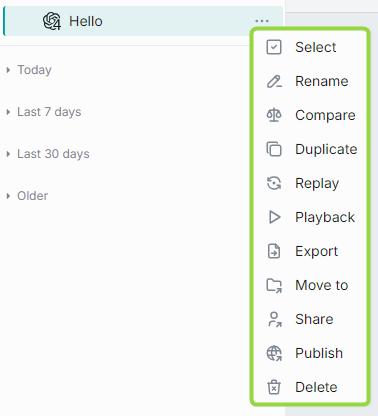 4 Hello ...
Select
Today
Rename
Compare
Last 7 days
Duplicate
Last 30 days
Replay
Older
Playback
Export
Move to
Share
Publish
Delete